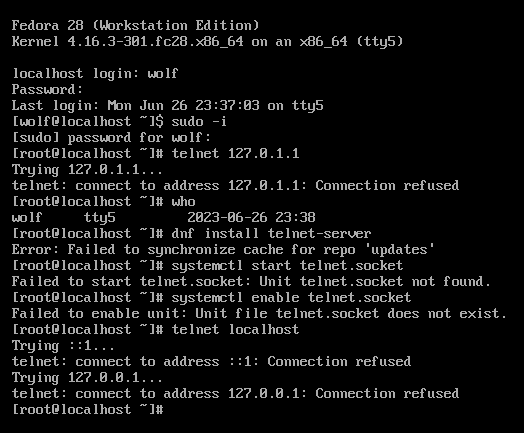 Fedora 28 (Workstation Edition)
Kernel 4.16.3-301.fc28.x86_64 on an x86_64 (tty5)
localhost login: wolf
Password:
Last login: Mon Jun 26 23:37:03 on tty5
[wolf@localhost ~]$ sudo -i
[sudo] password for wolf:
[root@localhost ~]# telnet 127.0.1.1
Trying 127.0.1.1...
telnet: connect to address 127.0.1.1: Connection refused
[root@localhost ~]# who
wolf     tty5         2023-06-26 23:38
[root@localhost ~]# dnf install telnet-server
Error: Failed to synchronize cache for repo 'updates'
[root@localhost ~]# systemctl start telnet.socket
Failed to start telnet.socket: Unit telnet.socket not found.
[root@localhost ~]# systemctl enable telnet.socket
Failed to enable unit: Unit file telnet.socket does not exist.
[root@localhost ~]# telnet localhost
Trying ::1...
telnet: connect to address ::1: Connection refused
Trying 127.0.0.1...
telnet: connect to address 127.0.0.1: Connection refused
[root@localhost ~]#